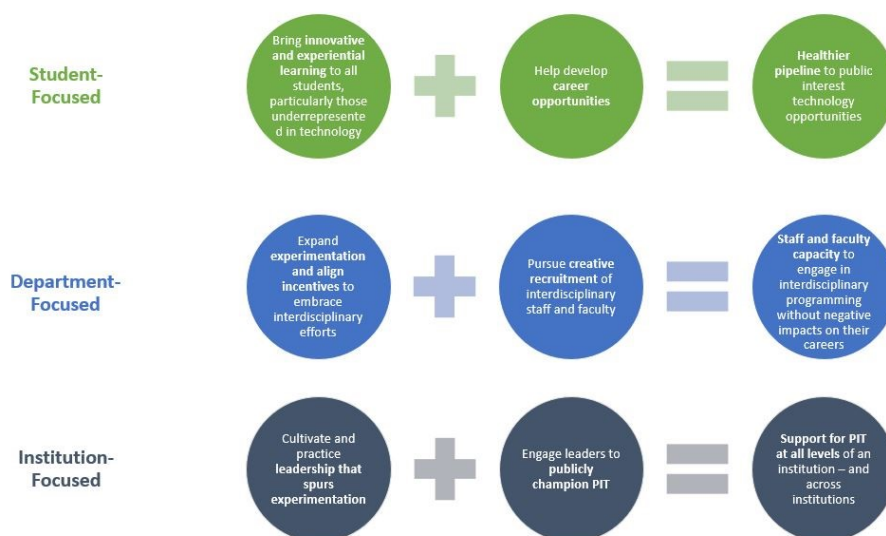 Student-
Focused
Bring innovative
and experiential
learning to all
students,
particularly those
underrepresente
d in technology
Help develop
career
opportunities
Healthier
pipeline to public
interest
technology
opportunities
Department-
Focused
Expand
experimentation
and align
incentives to
embrace
interdisciplinary
efforts
Pursue creative
recruitment of
interdisciplinary
staff and faculty
Staff and faculty
capacity to
engage in
interdisciplinary
programming
without negative
impacts on their
careers
Institution-
Focused
Cultivate and
practice
leadership that
spurs
experimentation
Engage leaders to
publicly
champion PIT
Support for PIT
at all levels of an
institution – and
across
institutions